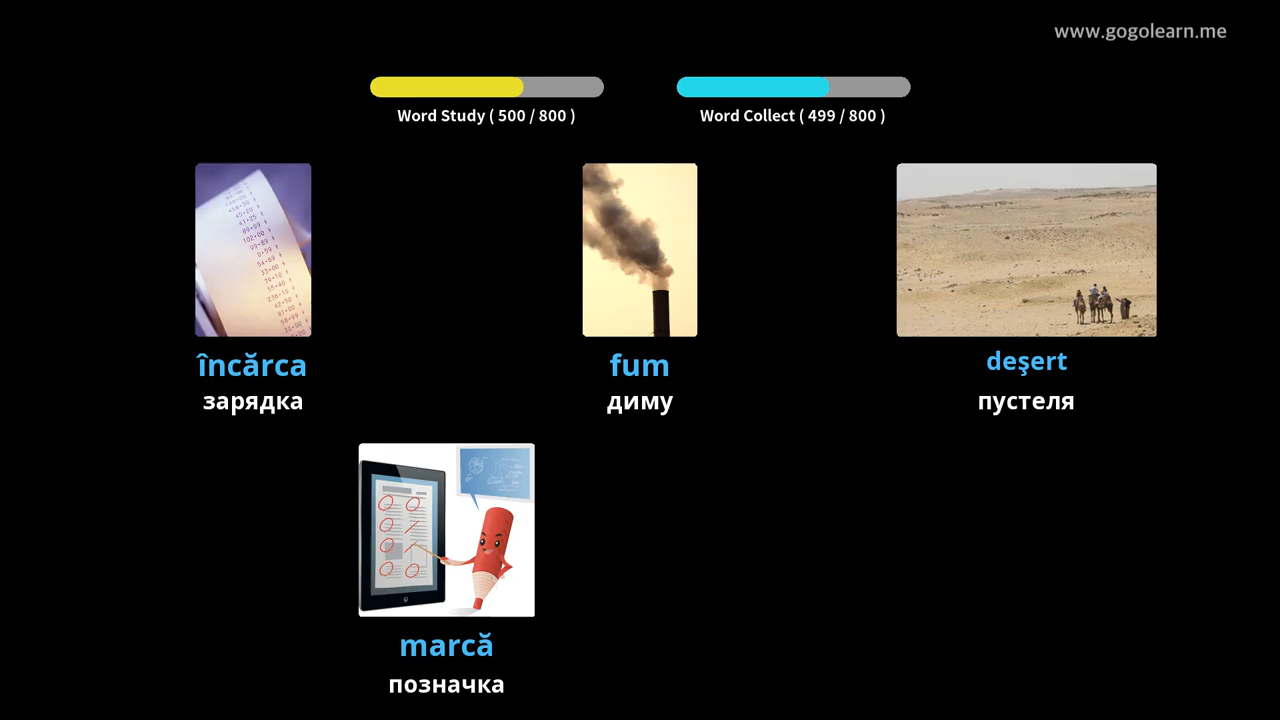 www.gogolearn.me
Word Study ( 500 / 800 )
Word Collect ( 499 / 800 )
încărca
зарядка
fum
диму
deşert
пустеля
marcă
позначка